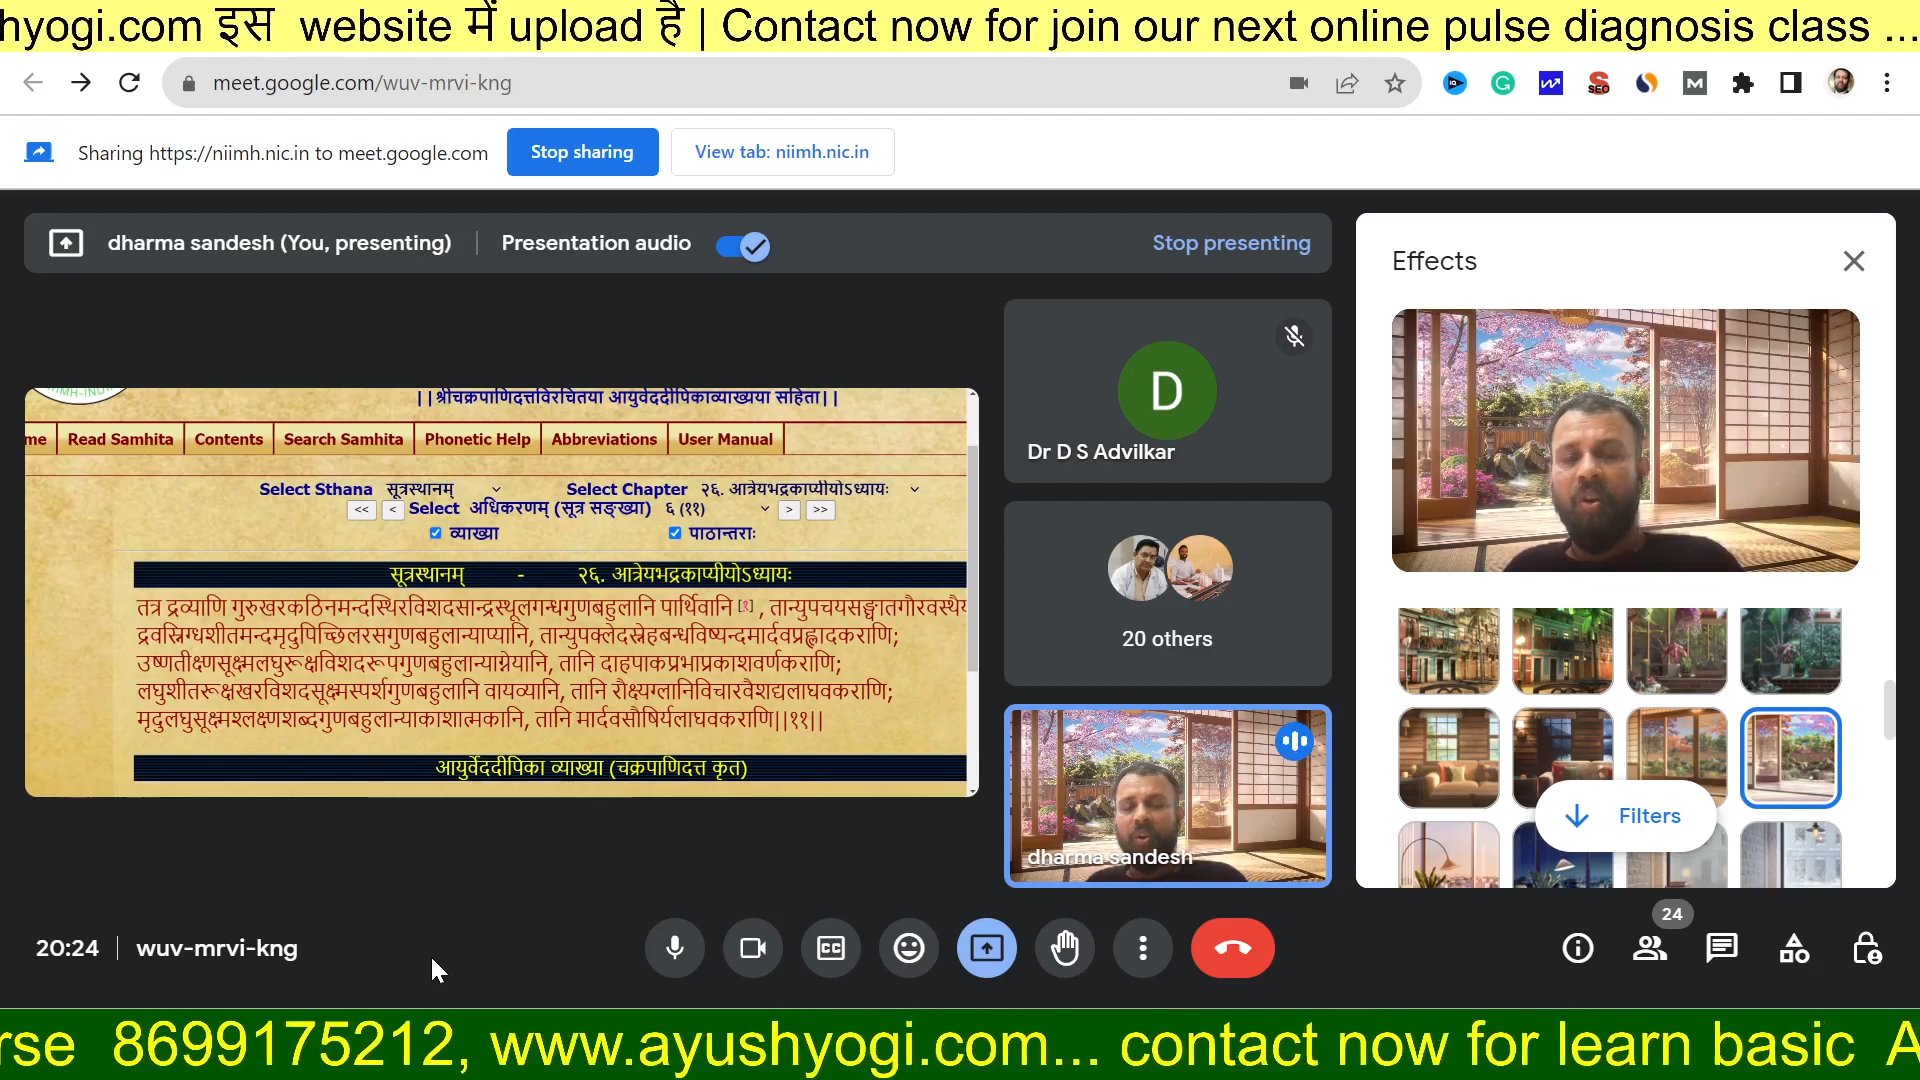 hyogi.com इस website में upload है | Contact now for join our next online pulse diagnosis class ...
meet.google.com/wuv-mrvi-kng
SEO
Sharing https://niimh.nic.in to meet.google.com
Stop sharing
View tab: niimh.nic.in
dharma sandesh (You, presenting)
Presentation audio
Stop presenting
Effects
||श्रीचक्रपाणिदत्तविरचितया आयुर्वेददीपिकाव्याख्यया सहिता||
me Read Samhita Contents Search Samhita Phonetic Help Abbreviations User Manual
Select Sthana सूत्रस्थानम् Select Chapter २६. आत्रेयभद्रकाप्यीयोऽध्यायः
<< < Select अधिकरणम् (सूत्र सङ्ख्या) ६ (११) > >>
व्याख्या पाठान्तराः
सूत्रस्थानम् - २६. आत्रेयभद्रकाप्यीयोऽध्यायः
तत्र द्रव्याणि गुरुखरकठिनमन्दस्थिरविशदसान्द्रस्थूलगन्धगुणबहुलानि पार्थिवानि [१] , तान्युपचयसङ्घातगौरवस्थैर
द्रवस्निग्धशीतमन्दमृदुपिच्छिलरसगुणबहुलान्याप्यानि, तान्युपक्लेदस्नेहबन्धविष्यन्दमार्दवप्रह्लादकराणि;
उष्णतीक्ष्णसूक्ष्मलघुरूक्षविशदरूपगुणबहुलान्याग्नेयानि, तानि दाहपाकप्रभाप्रकाशवर्णकराणि;
लघुशीतरूक्षखरविशदसूक्ष्मस्पर्शगुणबहुलानि वायव्यानि, तानि रौक्ष्यग्लानिविचारवैशद्यलाघवकराणि;
मृदुलघुसूक्ष्मश्लक्ष्णशब्दगुणबहुलान्याकाशात्मकानि, तानि मार्दवसौषिर्यलाघवकराणि||११||
आयुर्वेददीपिका व्याख्या (चक्रपाणिदत्त कृत)
D
Dr D S Advilkar
20 others
dharma sandesh
Filters
20:24 wuv-mrvi-kng
24
rse 8699175212, www.ayushyogi.com... contact now for learn basic A